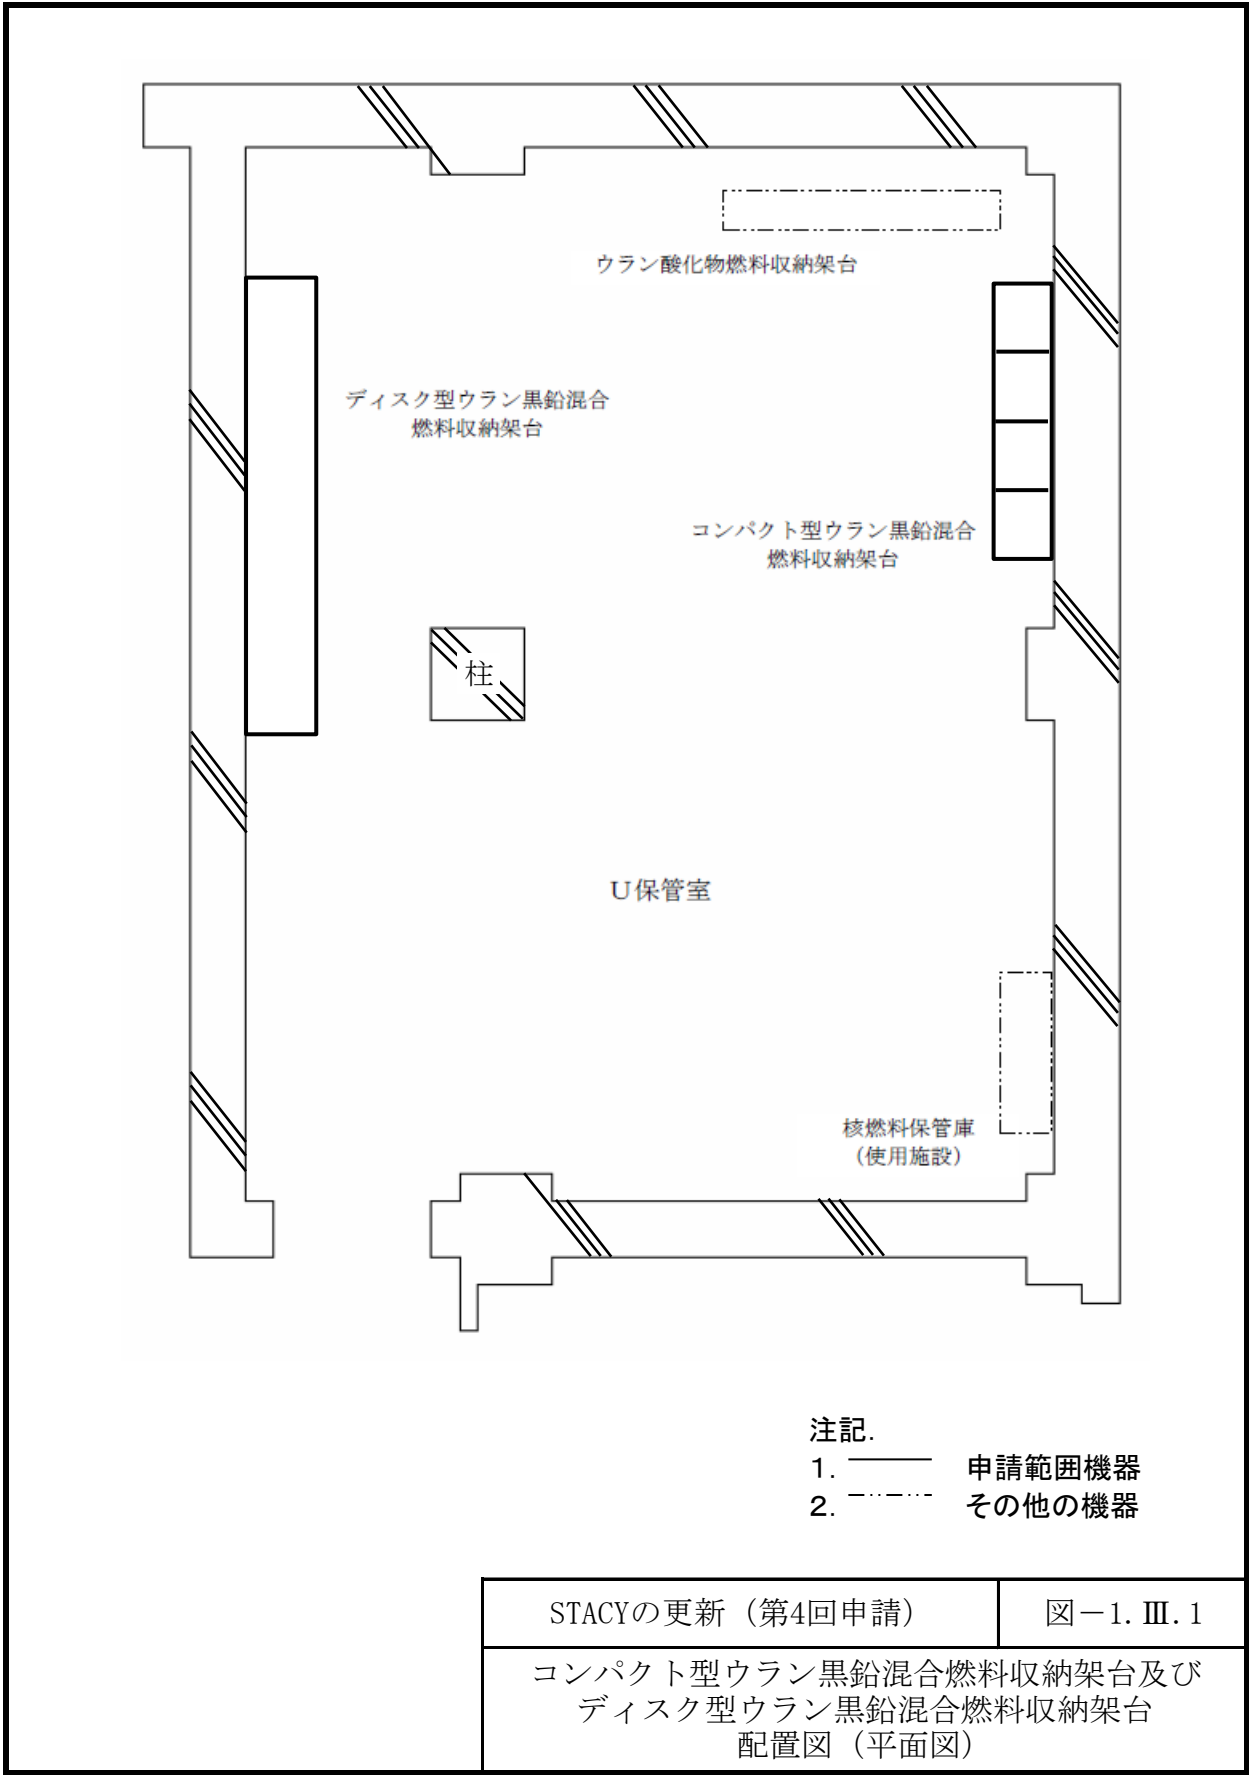 ウラン酸化物燃料収納架台
ディスク型ウラン黒鉛混合
燃料収納架台
コンパクト型ウラン黒鉛混合
燃料収納架台
柱
U保管室
核燃料保管庫
(使用施設)
注記.
1. 申請範囲機器
2. その他の機器
STACYの更新（第4回申請） 図－1.Ⅲ.1
コンパクト型ウラン黒鉛混合燃料収納架台及び
ディスク型ウラン黒鉛混合燃料収納架台
配置図（平面図）